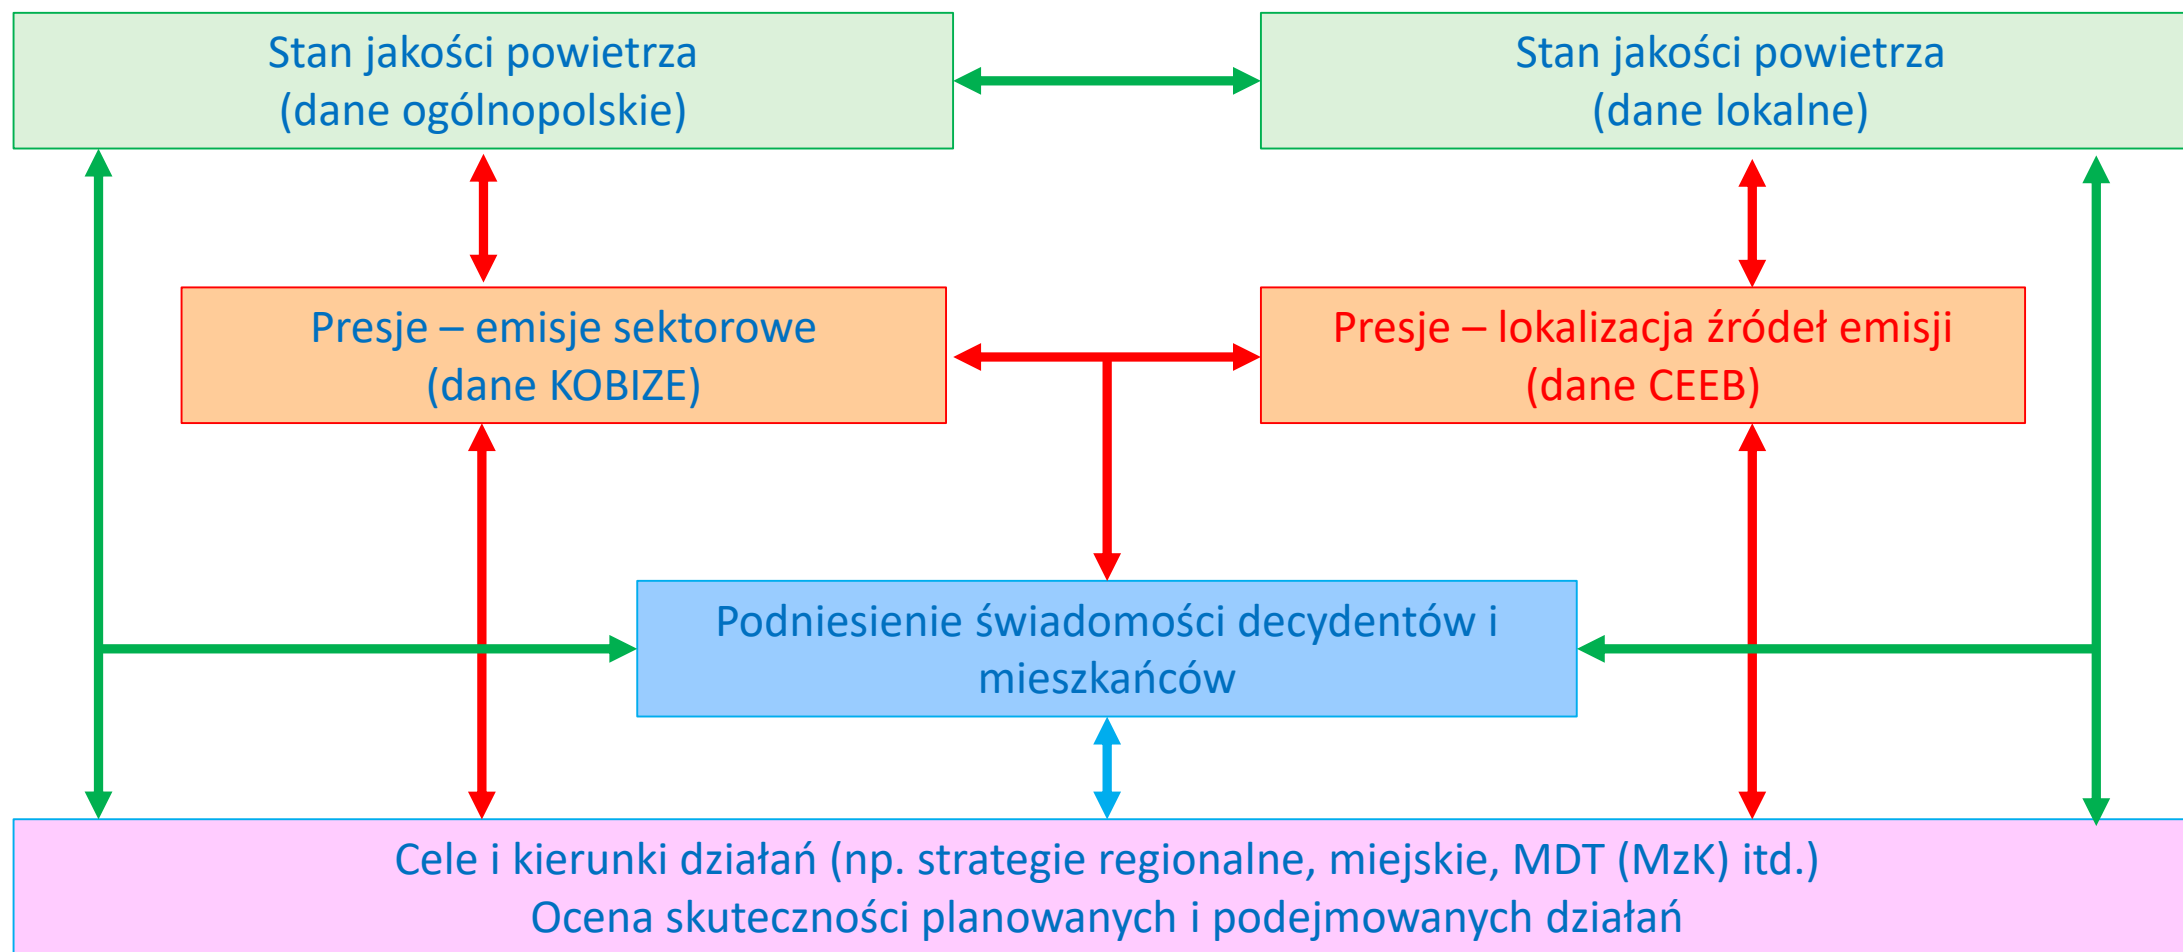 Stan jakości powietrza
(dane ogólnopolskie)
Stan jakości powietrza
(dane lokalne)
Presje – emisje sektorowe
(dane KOBIZE)
Presje – lokalizacja źródeł emisji
(dane CEEB)
Podniesienie świadomości decydentów i
mieszkańców
Cele i kierunki działań (np. strategie regionalne, miejskie, MDT (MzK) itd.)
Ocena skuteczności planowanych i podejmowanych działań